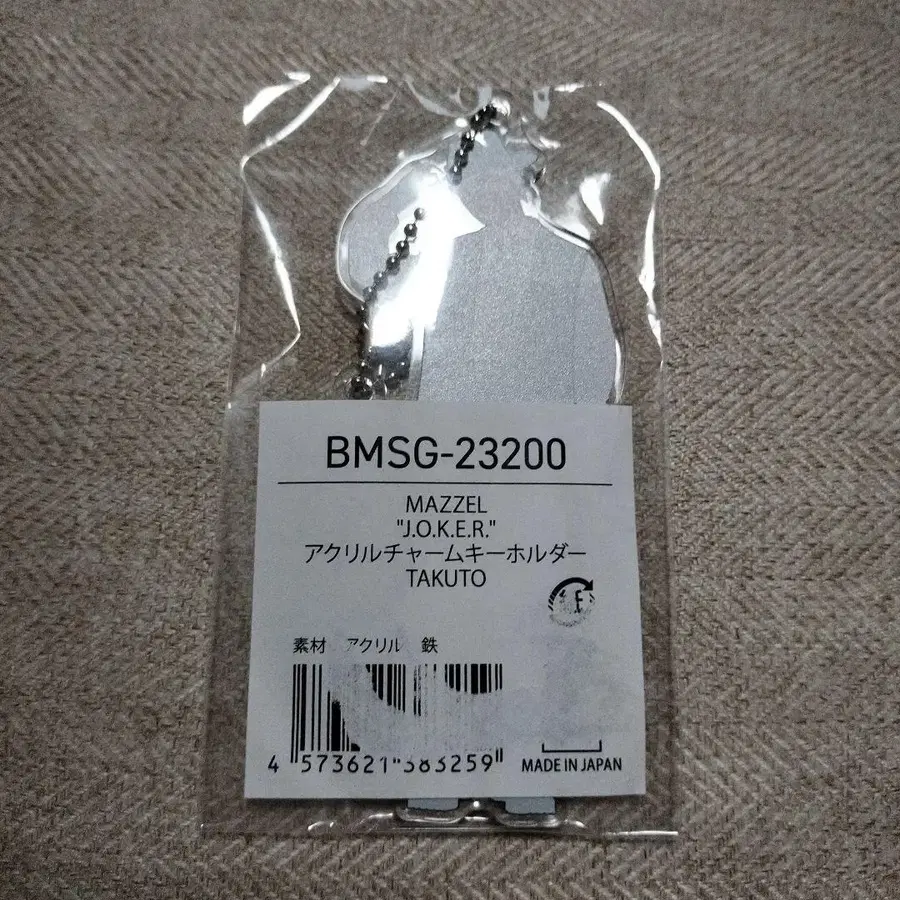 BMSG-23200
MAZZEL
"J.O.K.E.R."
アクリルチャームキーホルダー
TAKUTO
素材 アクリル 鉄
4 573621 383259
MADE IN JAPAN